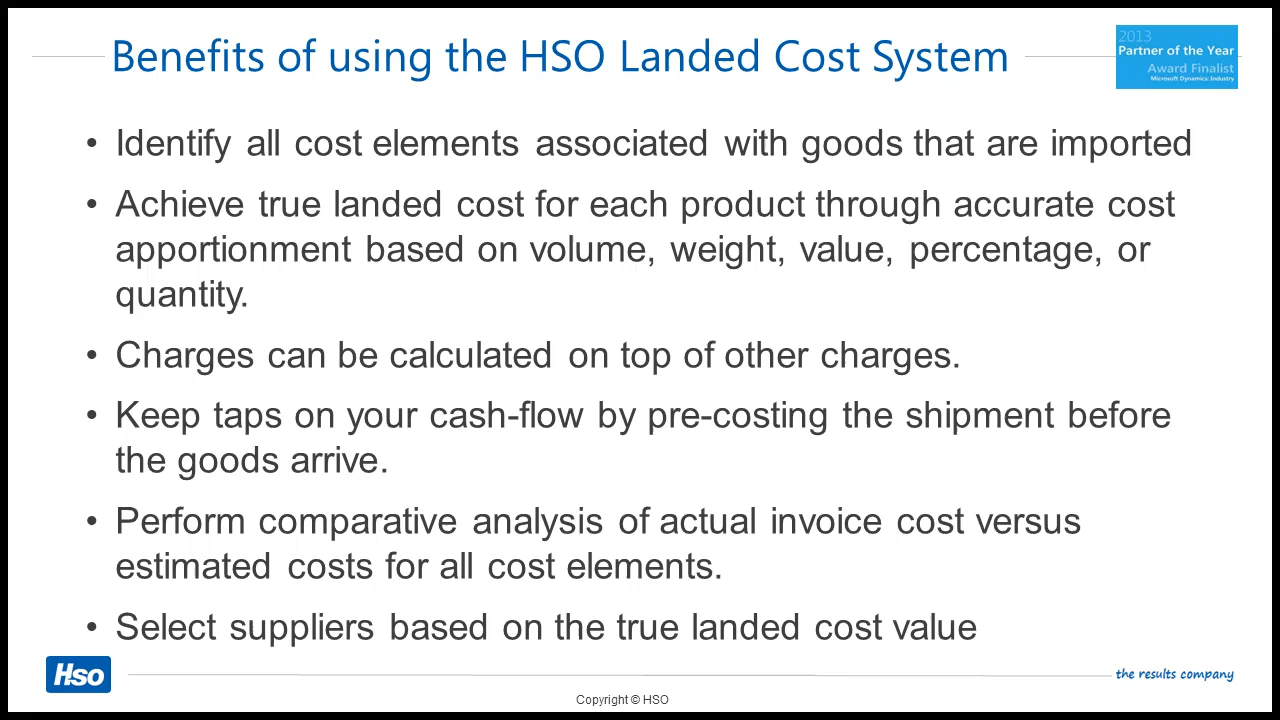 Benefits of using the HSO Landed Cost System
2013
Partner of the Year
Award Finalist
Microsoft Dynamics: Industry
• Identify all cost elements associated with goods that are imported
• Achieve true landed cost for each product through accurate cost
apportionment based on volume, weight, value, percentage, or
quantity.
• Charges can be calculated on top of other charges.
• Keep taps on your cash-flow by pre-costing the shipment before
the goods arrive.
• Perform comparative analysis of actual invoice cost versus
estimated costs for all cost elements.
• Select suppliers based on the true landed cost value
Hso
the results company
Copyright © HSO